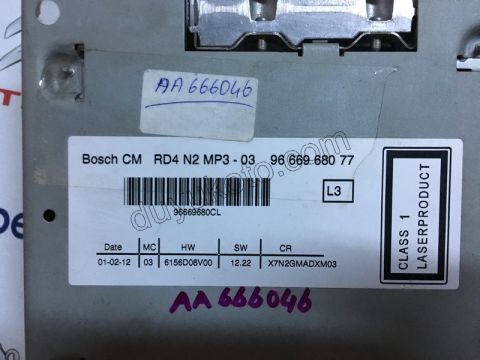 AA 666046
Bosch CM RD4 N2 MP3 - 03 96 669 680 77
L3
96669680CL
Date MC HW SW CR
01-02-12 03 6156D08V00 12.22 X7N2GMADXM03
CLASS 1
LASERPRODUCT
AA 666046